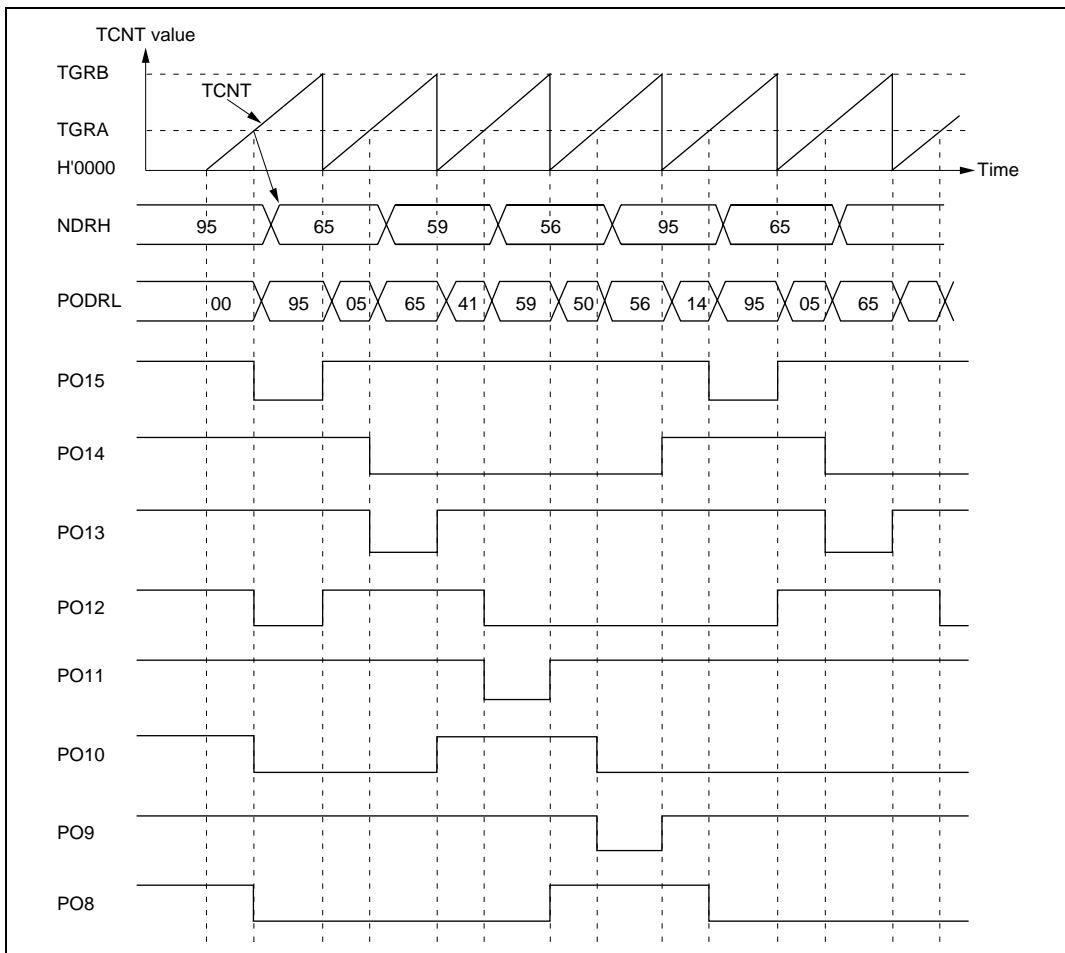 TCNT value
TGRB
TCNT
TGRA
H'0000
Time
NDRH 95 65 59 56 95 65
PODRL 00 95 05 65 41 59 50 56 14 95 05 65
PO15
PO14
PO13
PO12
PO11
PO10
PO9
PO8